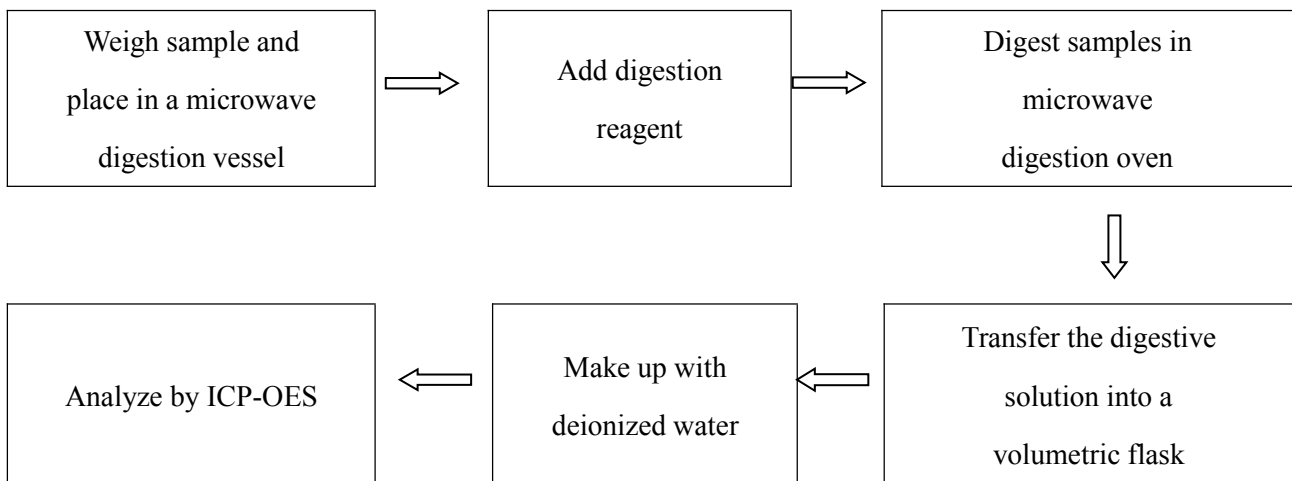 Weigh sample and
place in a microwave
digestion vessel
Add digestion
reagent
Digest samples in
microwave
digestion oven
Transfer the digestive
solution into a
volumetric flask
Make up with
deionized water
Analyze by ICP-OES